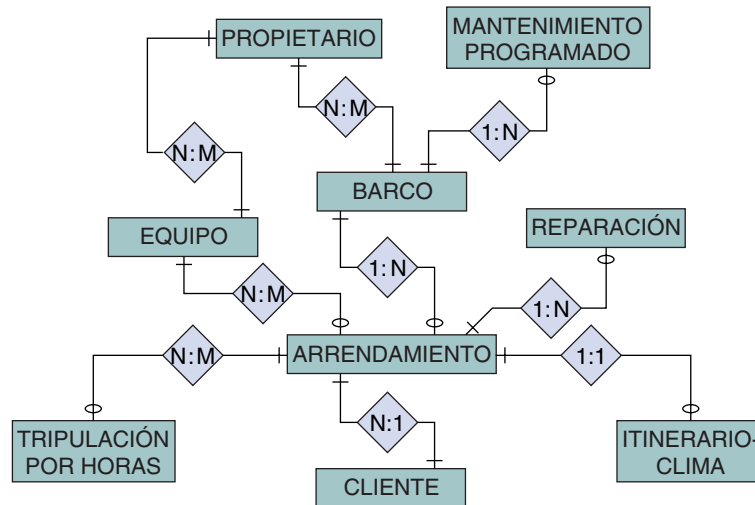 PROPIETARIO
MANTENIMIENTO
PROGRAMADO
N:M
1:N
N:M
BARCO
EQUIPO
REPARACIÓN
1:N
N:M
1:N
N:M
ARRENDAMIENTO
1:1
N:1
TRIPULACIÓN
POR HORAS
ITINERARIO-
CLIMA
CLIENTE